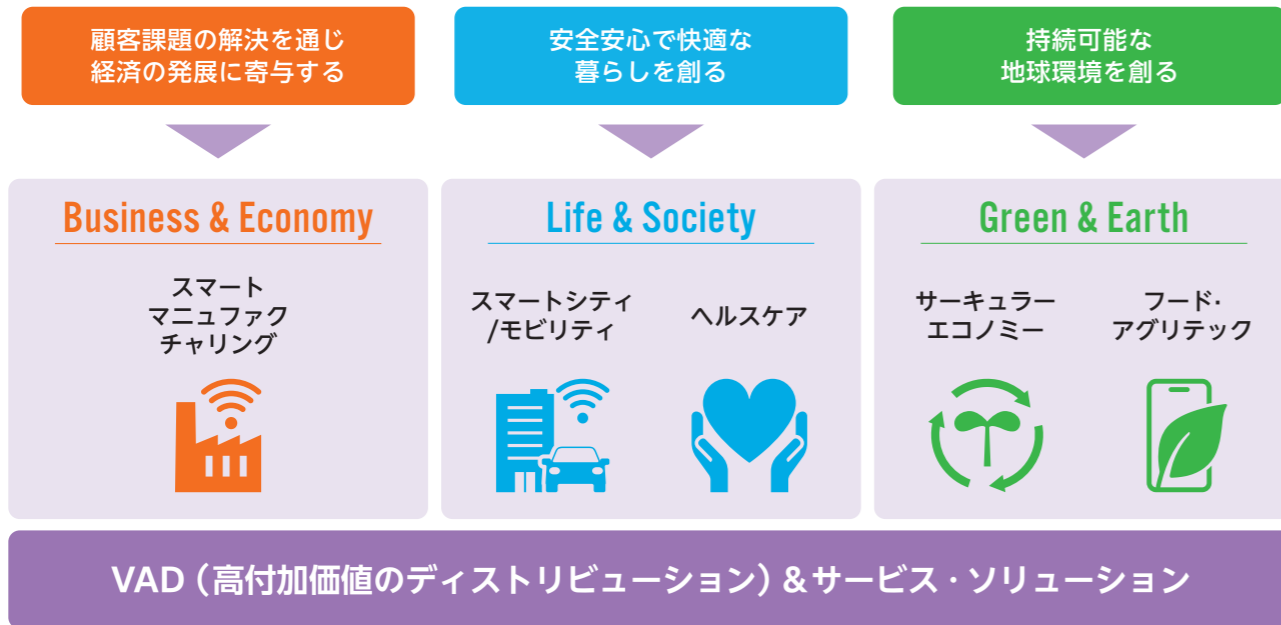 顧客課題の解決を通じ
経済の発展に寄与する
安全安心で快適な
暮らしを創る
持続可能な
地球環境を創る
Business & Economy
スマート
マニュファク
チャリング
Life & Society
スマートシティ
/モビリティ
ヘルスケア
Green & Earth
サーキュラー
エコノミー
フード・
アグリテック
VAD（高付加価値のディストリビューション）&サービス・ソリューション